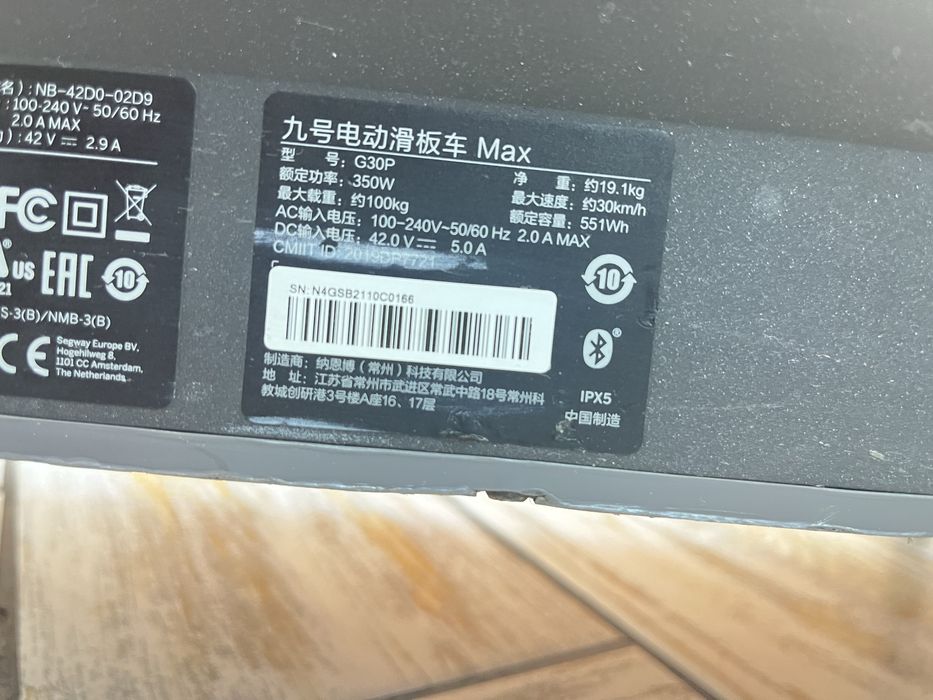 名）: NB-42D0-02D9
: 100-240 V~ 50/60 Hz
2.0 A MAX
）: 42 V 2.9 A
FC
US EAC 10
21
S-3(B)/NMB-3(B)
CE
Segway Europe BV,
Hogehilweg 8,
1101 CC Amsterdam,
The Netherlands
九号电动滑板车 Max
型 号: G30P
净 重: 约19.1kg
额定功率: 350W
最大速度: 约30km/h
最大载重: 约100kg
额定容量: 551Wh
AC输入电压: 100-240V~50/60 Hz 2.0 A MAX
DC输入电压: 42.0 V 5.0 A
CMIIT ID: 2019DP7721
10
SN: N4GSB2110C0166
制造商: 纳恩博（常州）科技有限公司
地 址: 江苏省常州市武进区常武中路18号常州科
教城创研港3号楼A座16、17层
IPX5
中国制造